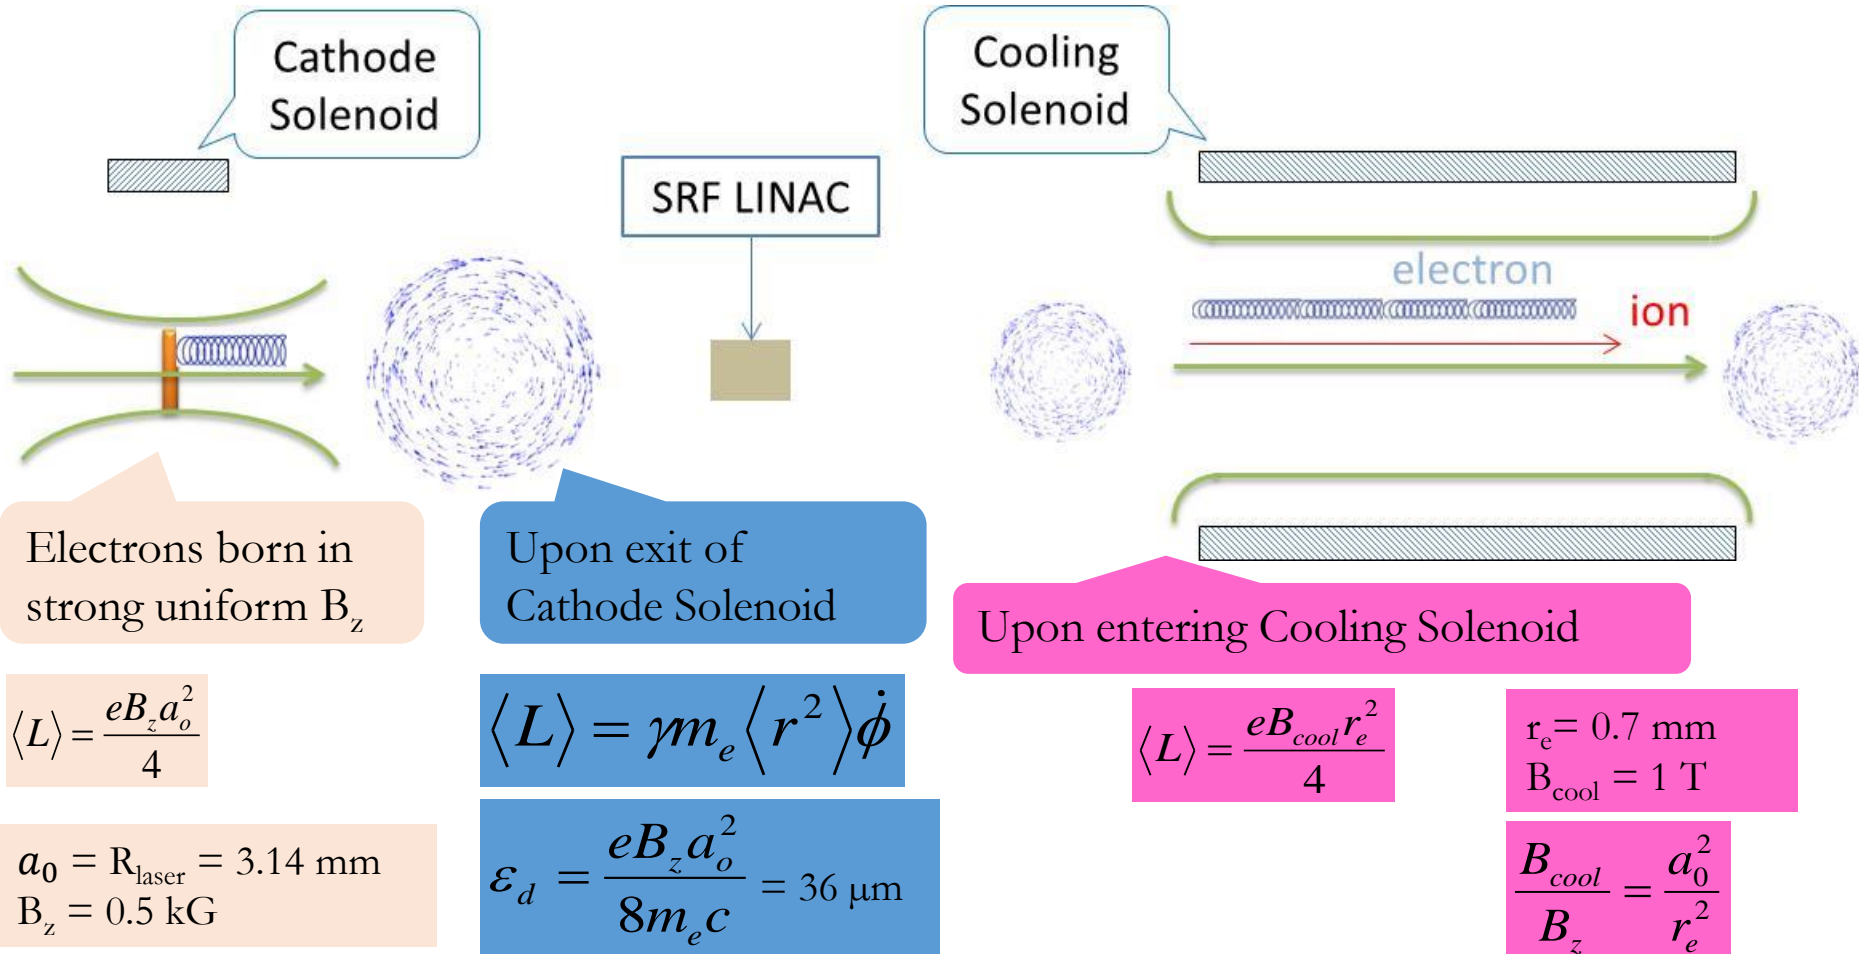 Cathode
Solenoid
Cooling
Solenoid
SRF LINAC
electron
ion
Electrons born in
strong uniform B_z
Upon exit of
Cathode Solenoid
Upon entering Cooling Solenoid
⟨L⟩ = eB_z a_o^2 / 4
a_0 = R_laser = 3.14 mm
B_z = 0.5 kG
⟨L⟩ = γm_e⟨r^2⟩ϕ̇
ε_d = eB_z a_o^2 / 8m_e c = 36 μm
⟨L⟩ = eB_cool r_e^2 / 4
r_e= 0.7 mm
B_cool = 1 T
B_cool / B_z = a_0^2 / r_e^2